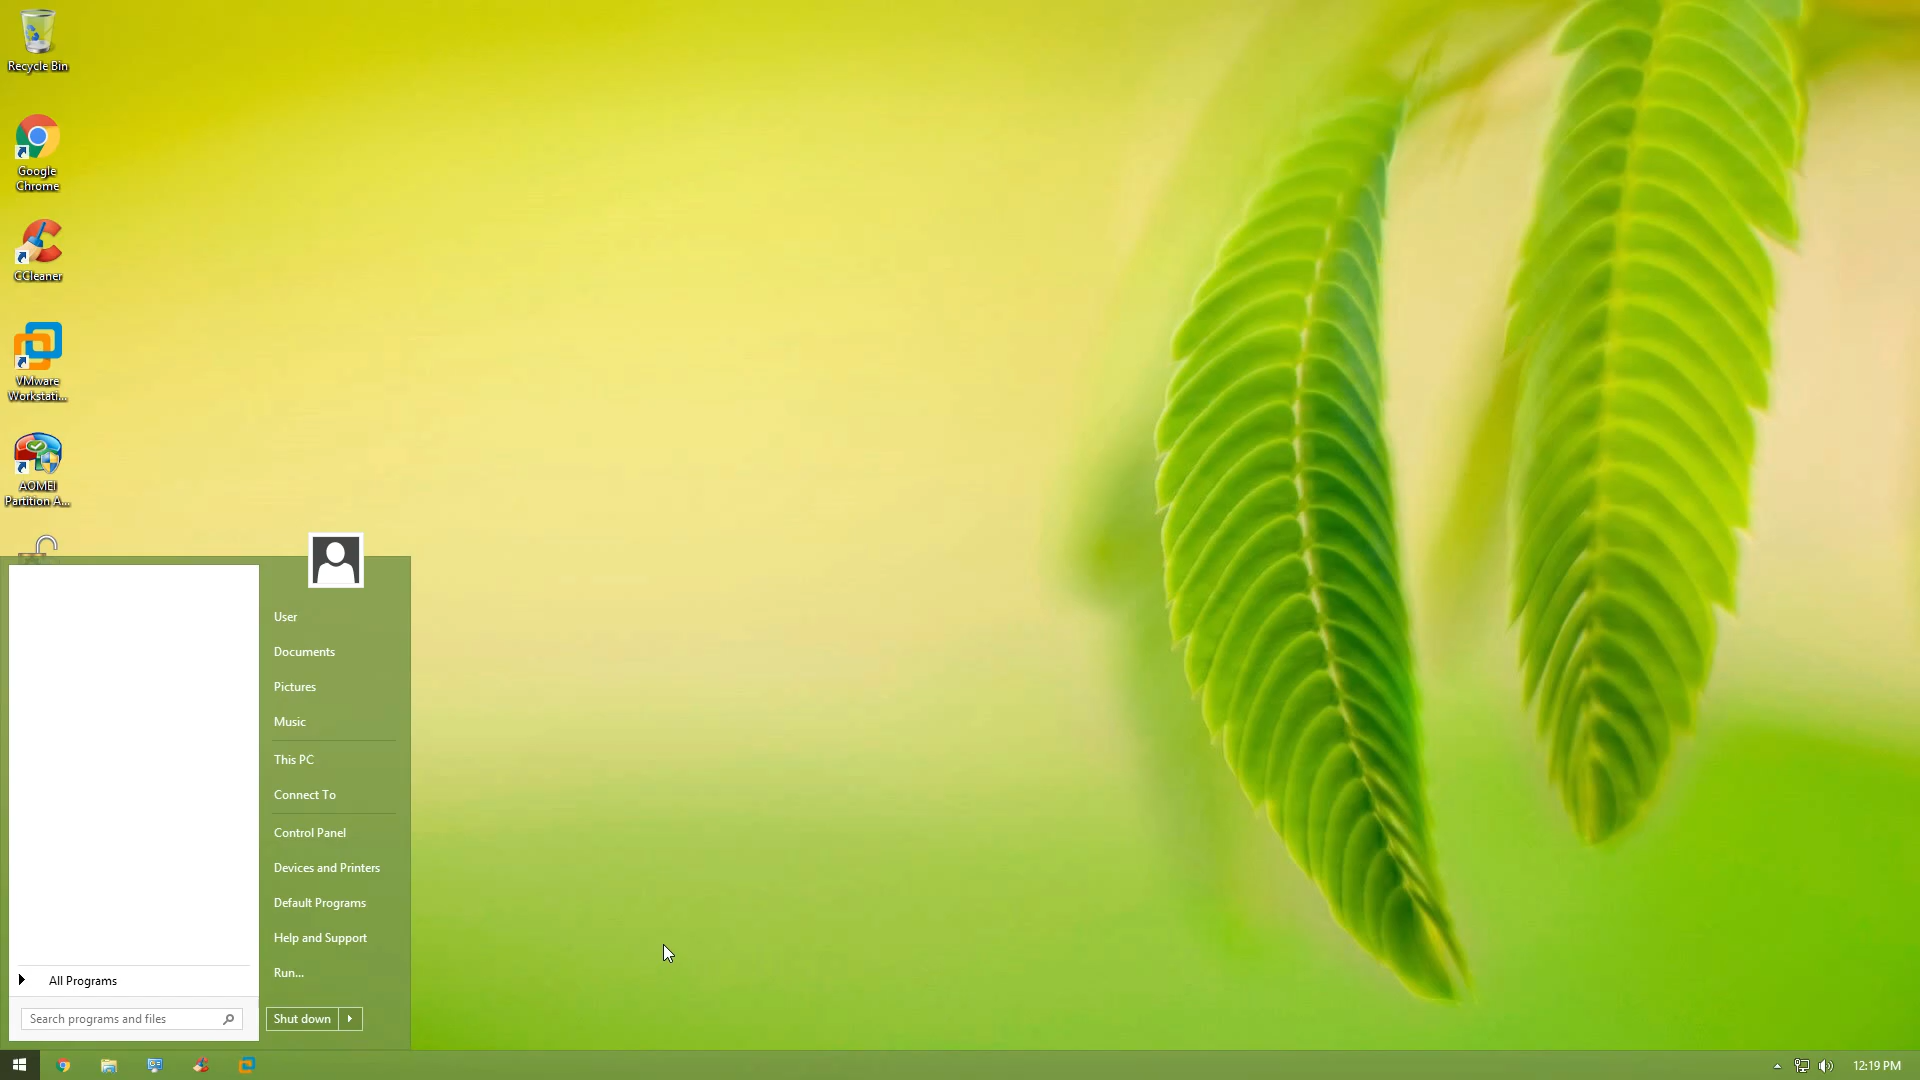 Recycle Bin
Google
Chrome
CCleaner
VMware
Workstati...
AOMEI
Partition A...
User
Documents
Pictures
Music
This PC
Connect To
Control Panel
Devices and Printers
Default Programs
Help and Support
Run...
All Programs
Search programs and files
Shut down
12:19 PM